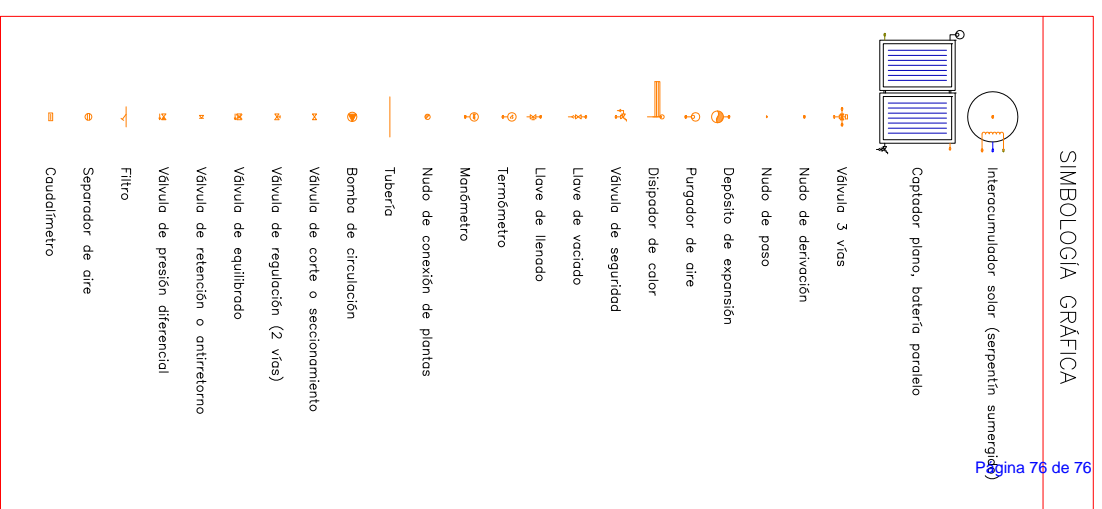 SIMBOLOGÍA GRÁFICA
Interacumulador solar (serpentín sumergido)
Captador plano, batería paralelo
Válvula 3 vías
Nudo de derivación
Nudo de paso
Depósito de expansión
Purgador de aire
Disipador de calor
Válvula de seguridad
Llave de vaciado
Llave de llenado
Termómetro
Manómetro
Nudo de conexión de plantas
Tubería
Bomba de circulación
Válvula de corte o seccionamiento
Válvula de regulación (2 vías)
Válvula de equilibrado
Válvula de retención o antirretorno
Válvula de presión diferencial
Filtro
Separador de aire
Caudalímetro
Página 76 de 76